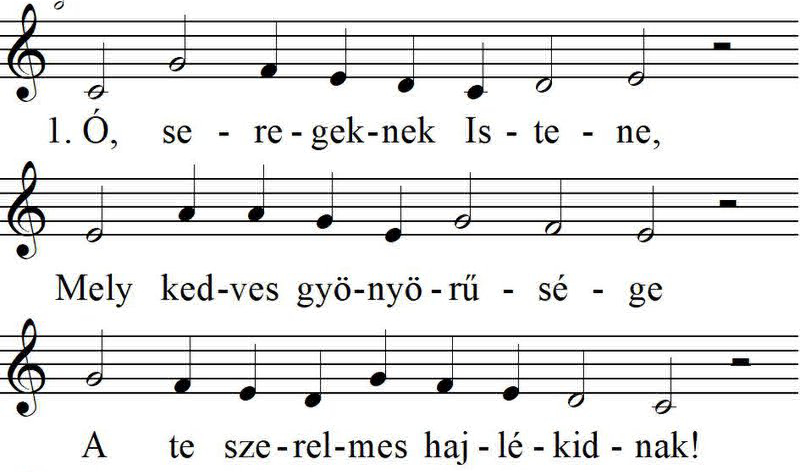 1. Ó, se - re - gek-nek Is - te - ne,
Mely ked-ves gyö-nyö - rű - sé - ge
A te sze-rel-mes haj - lé - kid - nak!